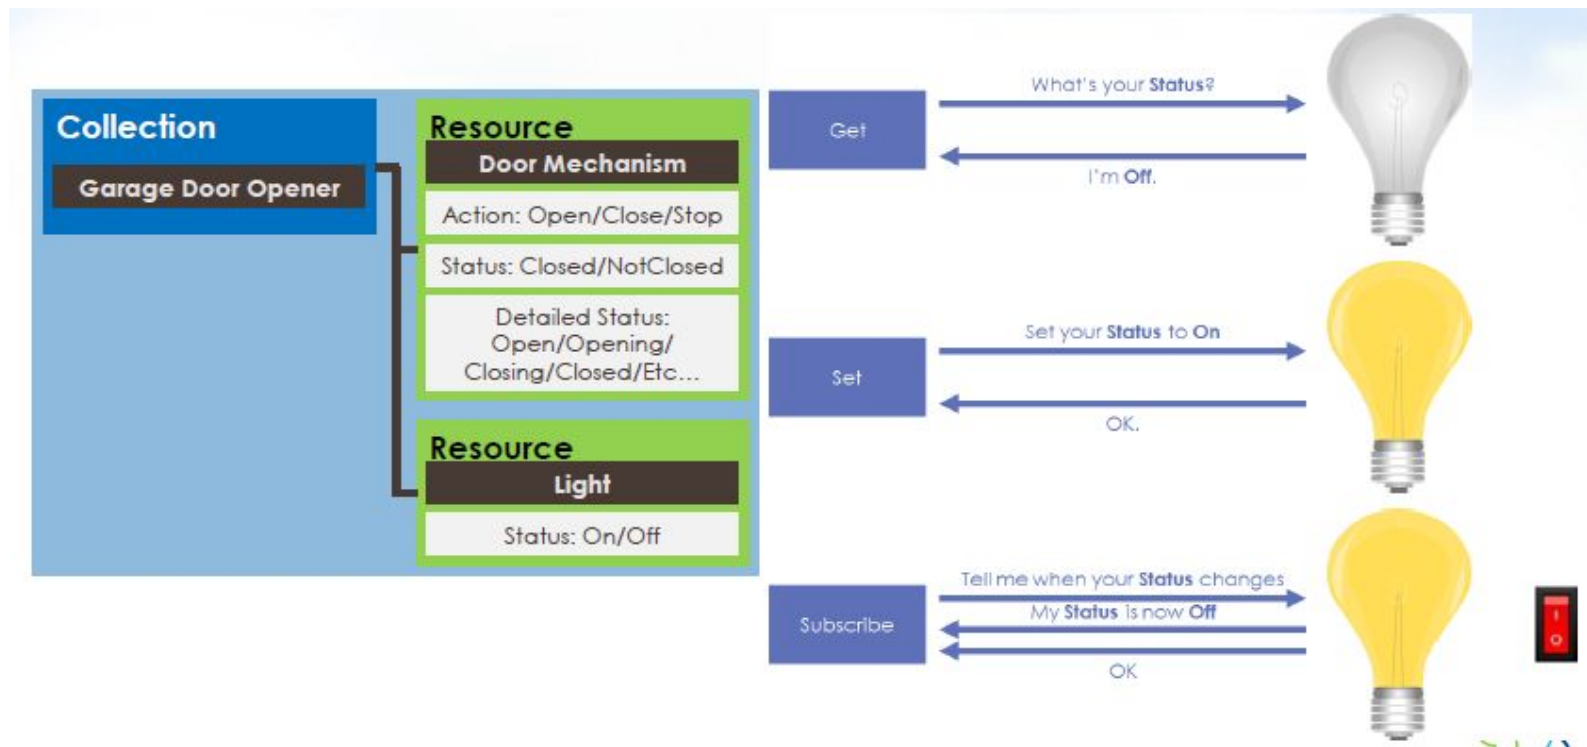 Collection
Garage Door Opener
Resource
Door Mechanism
Action: Open/Close/Stop
Status: Closed/NotClosed
Detailed Status:
Open/Opening/
Closing/Closed/Etc...
Resource
Light
Status: On/Off
Get
What's your Status?
I'm Off.
Set
Set your Status to On
OK.
Subscribe
Tell me when your Status changes
My Status is now Off
OK
I
O